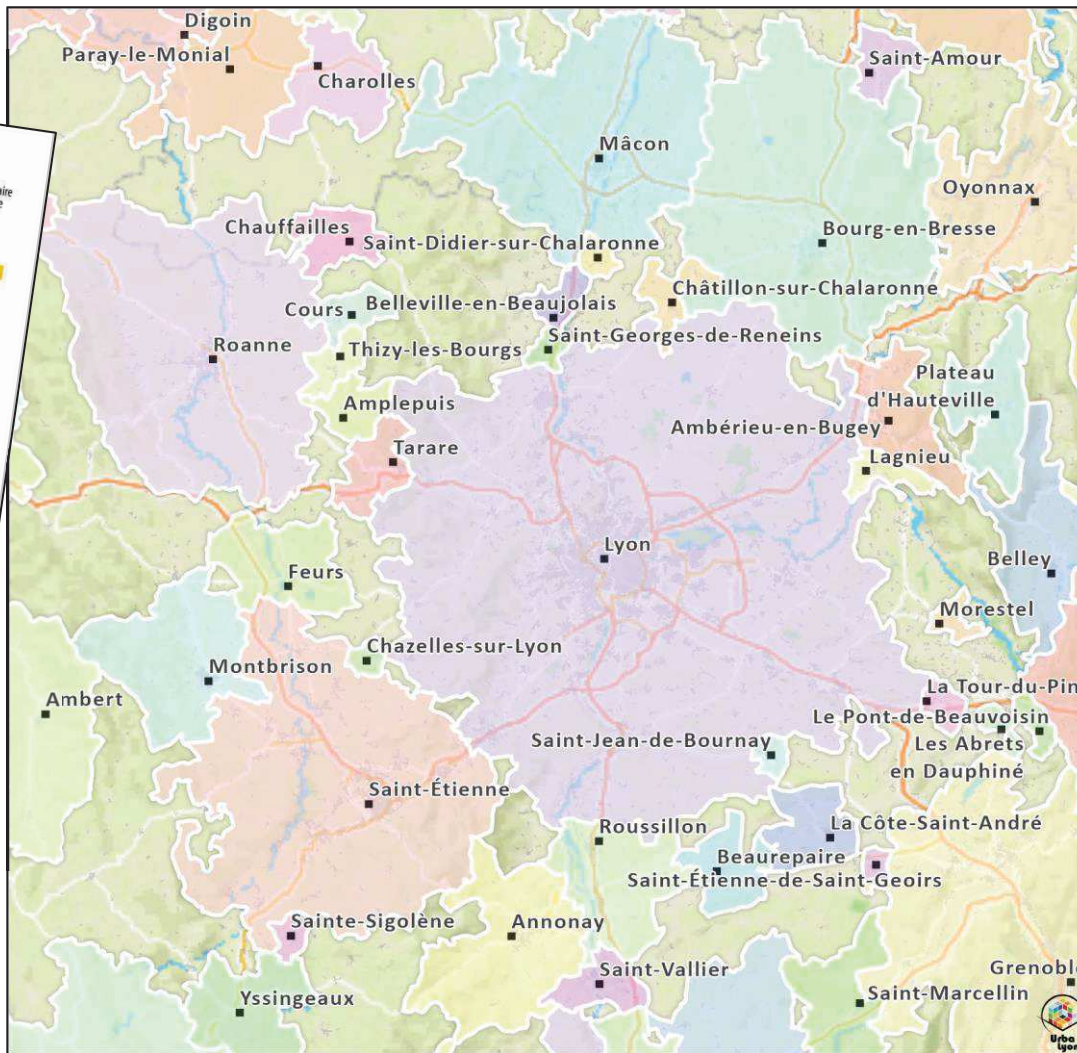 Digoin
Paray-le-Monial
Charolles
Saint-Amour
Mâcon
Oyonnax
Chauffailles
Saint-Didier-sur-Chalaronne
Bourg-en-Bresse
Châtillon-sur-Chalaronne
Cours
Belleville-en-Beaujolais
Saint-Georges-de-Reneins
Roanne
Thizy-les-Bourgs
Plateau
d'Hauteville
Amplepuis
Ambérieu-en-Bugey
Tarare
Lagnieu
Lyon
Belley
Feurs
Morestel
Chazelles-sur-Lyon
Montbrison
La Tour-du-Pin
Ambert
Le Pont-de-Beauvoisin
Saint-Jean-de-Bournay
Les Abrets
en Dauphiné
Saint-Étienne
Roussillon
La Côte-Saint-André
Beaurepaire
Saint-Étienne-de-Saint-Geoirs
Sainte-Sigolène
Annonay
Saint-Vallier
Grenoble
Yssingeaux
Saint-Marcellin
Urba
Lyon